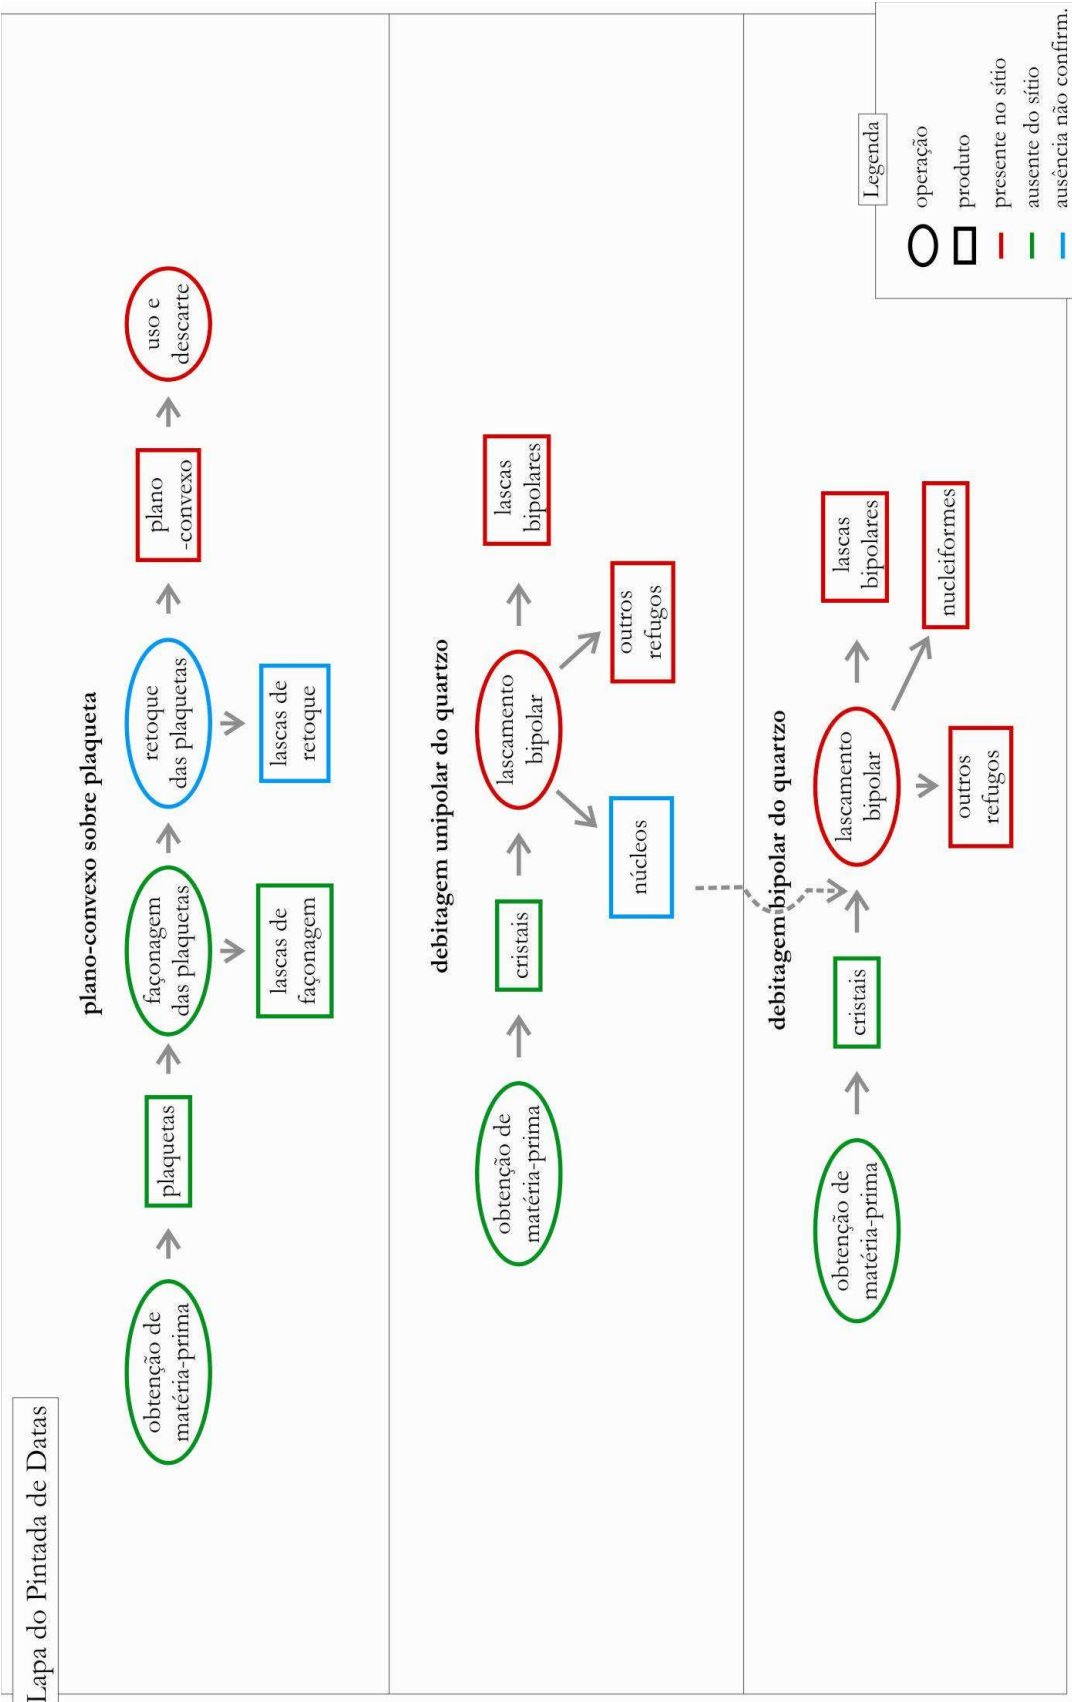 Lapa do Pintada de Datas
plano-convexo sobre plaqueta
obtenção de
matéria-prima
plaquetas
façonagem
das plaquetas
lascas de
façonagem
retoque
das plaquetas
lascas de
retoque
plano
-convexo
uso e
descarte
debitagem unipolar do quartzo
obtenção de
matéria-prima
cristais
lascamento
bipolar
núcleos
outros
refugos
lascas
bipolares
debitagem bipolar do quartzo
obtenção de
matéria-prima
cristais
lascamento
bipolar
outros
refugos
nucleiformes
lascas
bipolares
Legenda
operação
produto
presente no sítio
ausente do sítio
ausência não confirm.